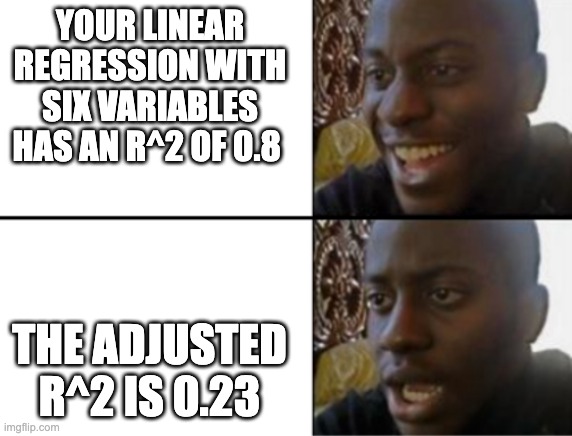 YOUR LINEAR
REGRESSION WITH
SIX VARIABLES
HAS AN R^2 OF 0.8
THE ADJUSTED
R^2 IS 0.23
imgflip.com